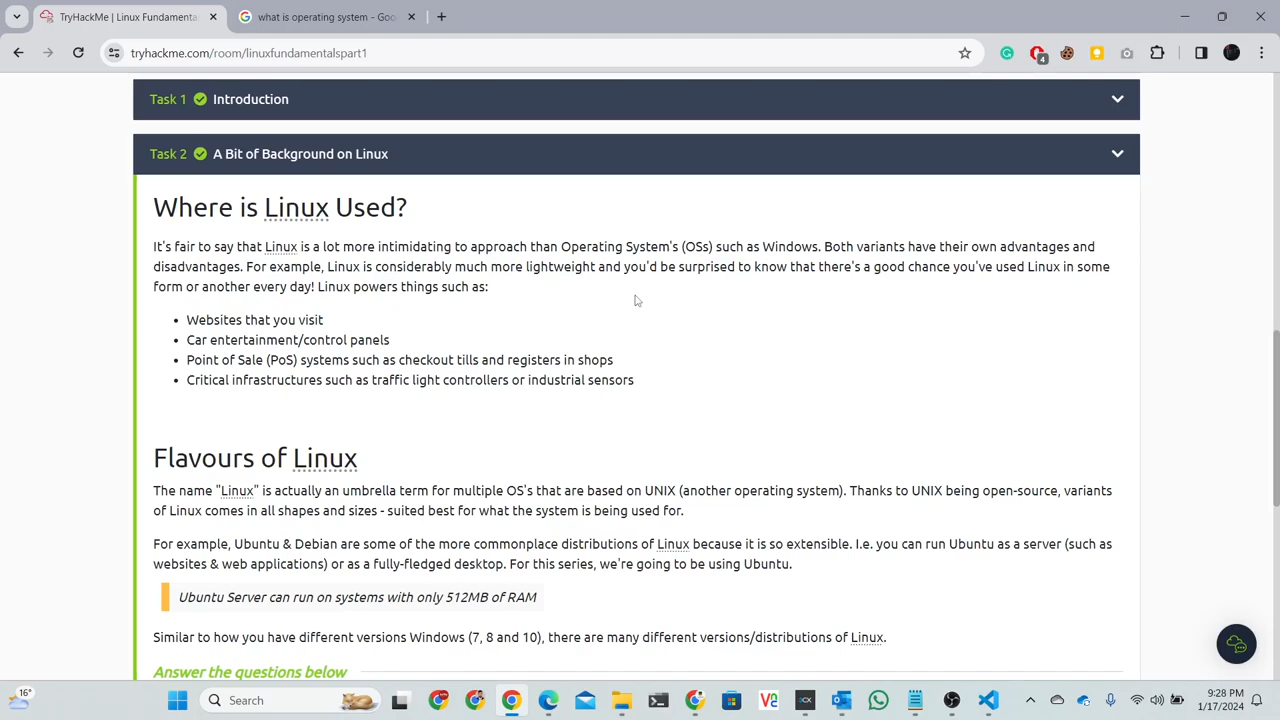 TryHackMe | Linux Fundamenta
what is operating system - Goo
tryhackme.com/room/linuxfundamentalspart1
4
Task 1 Introduction
Task 2 A Bit of Background on Linux
Where is Linux Used?
It's fair to say that Linux is a lot more intimidating to approach than Operating System's (OSs) such as Windows. Both variants have their own advantages and
disadvantages. For example, Linux is considerably much more lightweight and you'd be surprised to know that there's a good chance you've used Linux in some
form or another every day! Linux powers things such as:
• Websites that you visit
• Car entertainment/control panels
• Point of Sale (PoS) systems such as checkout tills and registers in shops
• Critical infrastructures such as traffic light controllers or industrial sensors
Flavours of Linux
The name "Linux" is actually an umbrella term for multiple OS's that are based on UNIX (another operating system). Thanks to UNIX being open-source, variants
of Linux comes in all shapes and sizes - suited best for what the system is being used for.
For example, Ubuntu & Debian are some of the more commonplace distributions of Linux because it is so extensible. I.e. you can run Ubuntu as a server (such as
websites & web applications) or as a fully-fledged desktop. For this series, we're going to be using Ubuntu.
Ubuntu Server can run on systems with only 512MB of RAM
Similar to how you have different versions Windows (7, 8 and 10), there are many different versions/distributions of Linux.
Answer the questions below
16°
Search
9:28 PM
1/17/2024